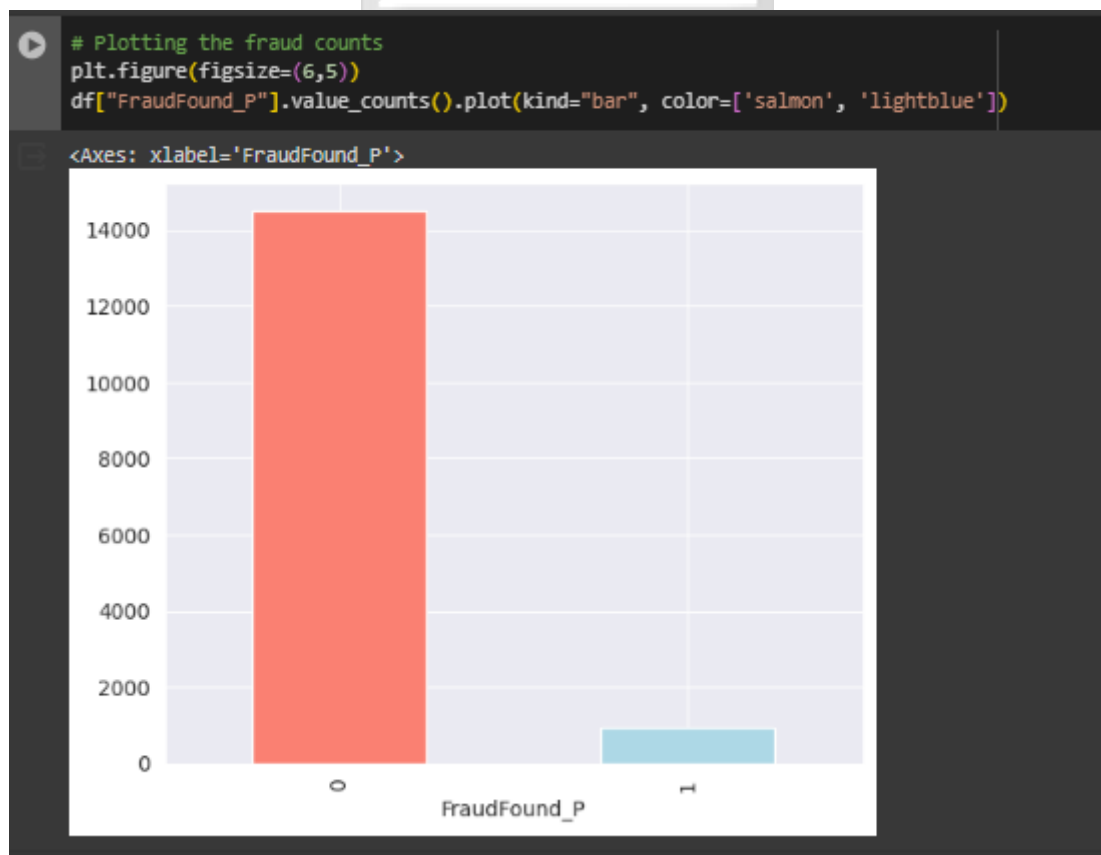 # Plotting the fraud counts
plt.figure(figsize=(6,5))
df["FraudFound_P"].value_counts().plot(kind="bar", color=['salmon', 'lightblue'])
<Axes: xlabel='FraudFound_P'>
14000
12000
10000
8000
6000
4000
2000
0
0
1
FraudFound_P